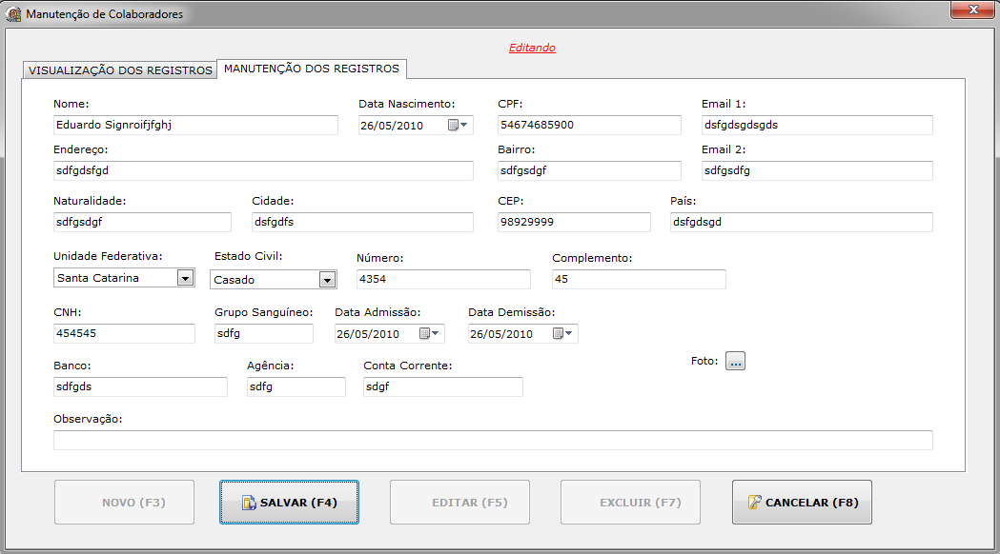 Manutenção de Colaboradores
Editando
VISUALIZAÇÃO DOS REGISTROS MANUTENÇÃO DOS REGISTROS
Nome: Data Nascimento: CPF: Email 1:
Eduardo Signroifjfghj 26/05/2010 54674685900 dsfgdsgdsgds
Endereço: Bairro: Email 2:
sdfgdsfgd sdfgsdgf sdfgsdfg
Naturalidade: Cidade: CEP: País:
sdfgsdgf dsfgdfs 98929999 dsfgdsgd
Unidade Federativa: Estado Civil: Número: Complemento:
Santa Catarina Casado 4354 45
CNH: Grupo Sanguíneo: Data Admissão: Data Demissão:
454545 sdfg 26/05/2010 26/05/2010
Banco: Agência: Conta Corrente: Foto: ...
sdfgds sdfg sdgf
Observação:
NOVO (F3) SALVAR (F4) EDITAR (F5) EXCLUIR (F7) CANCELAR (F8)